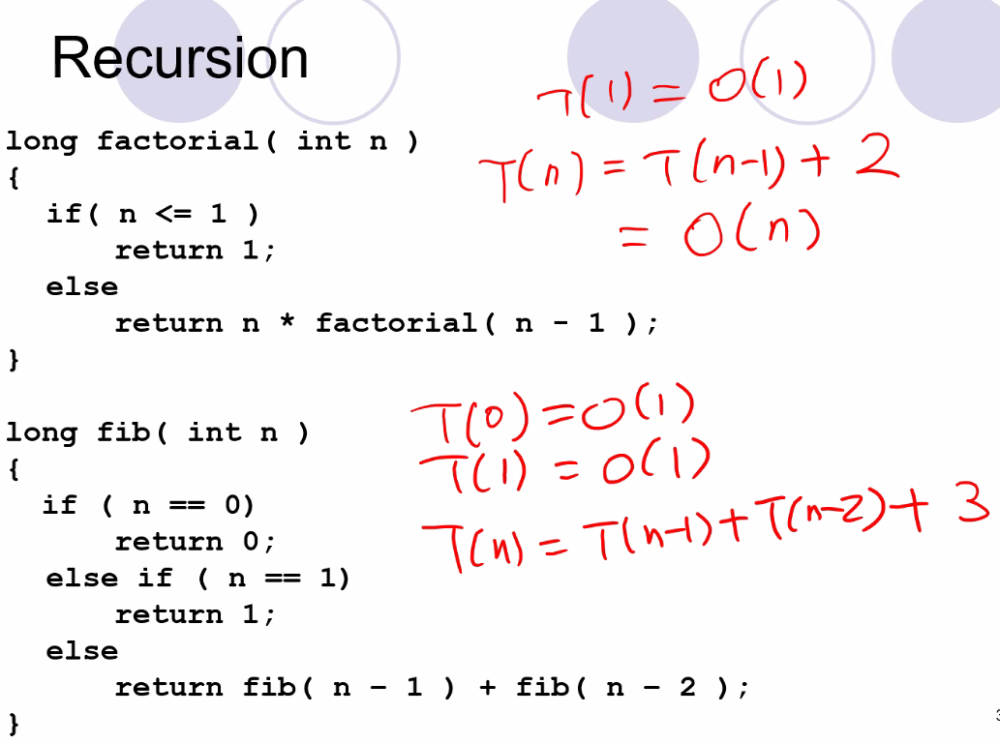 Recursion
T(1) = O(1)
long factorial( int n )
T(n) = T(n-1) + 2
{
if( n <= 1 )
= O(n)
return 1;
else
return n * factorial( n - 1 );
}
T(0) = O(1)
long fib( int n )
T(1) = O(1)
{
if ( n == 0)
T(n) = T(n-1) + T(n-2) + 3
return 0;
else if ( n == 1)
return 1;
else
return fib( n – 1 ) + fib( n – 2 );
}